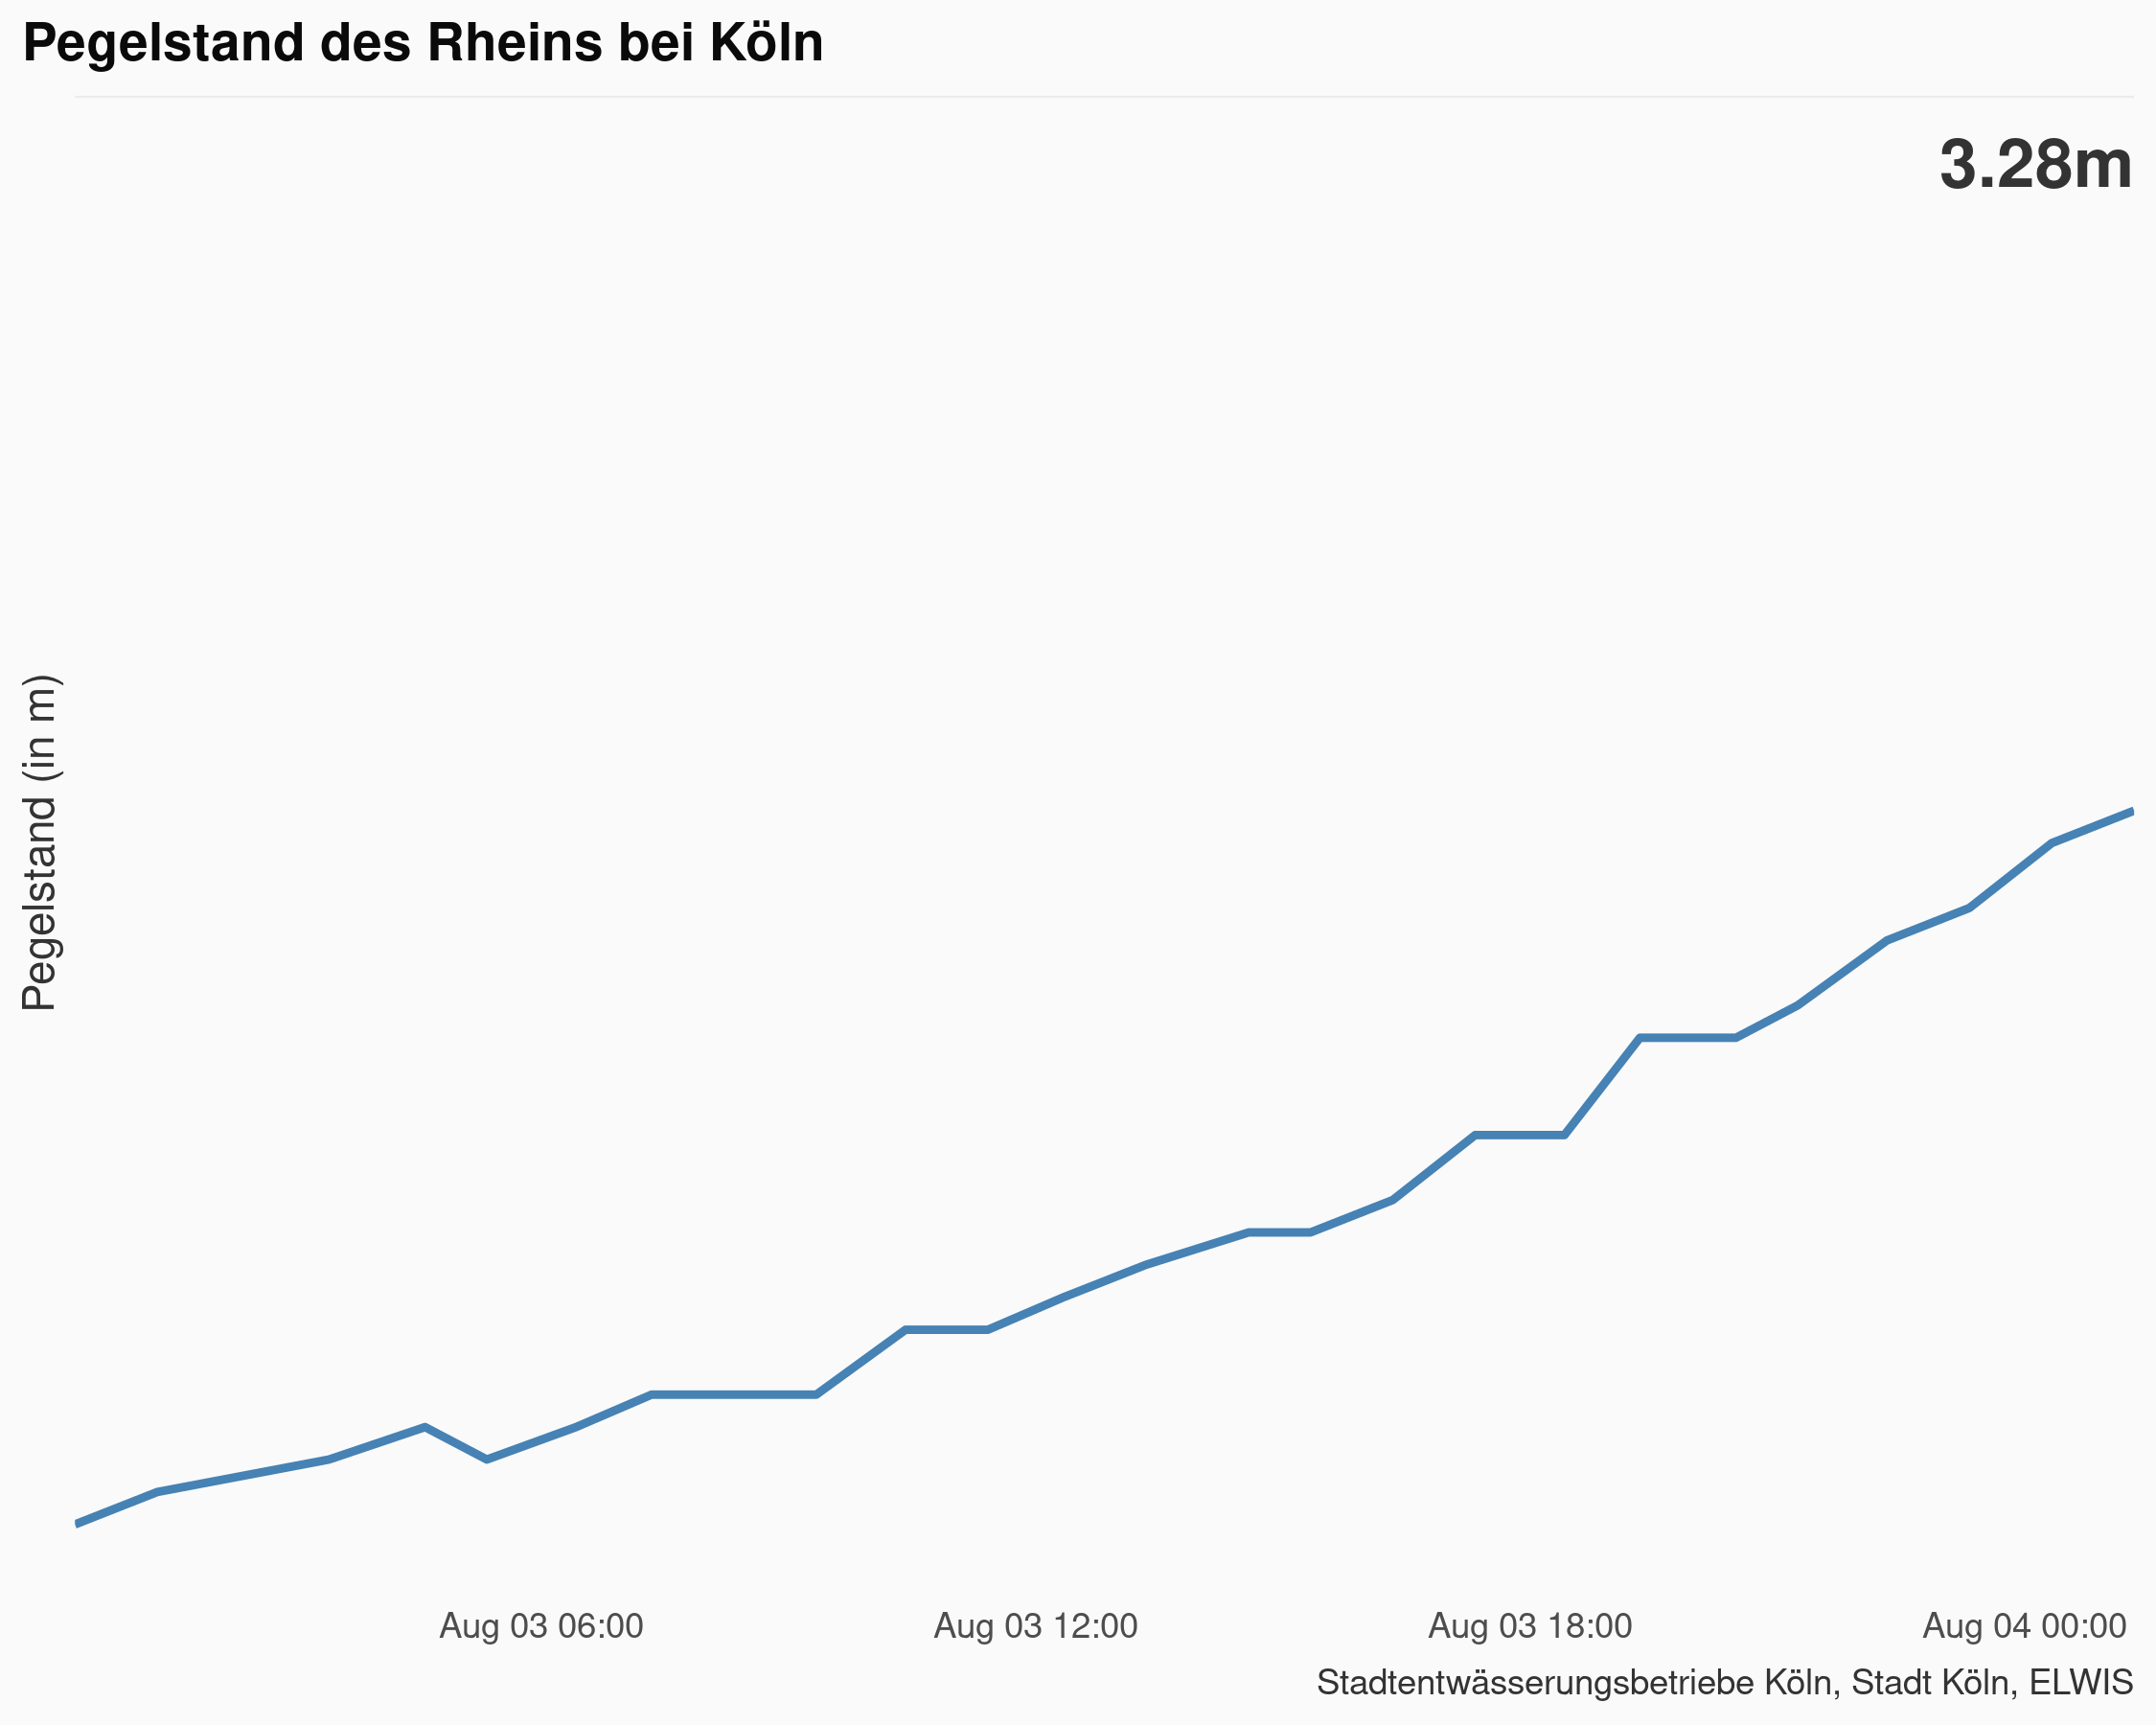 Pegelstand des Rheins bei Köln
3.28m
Pegelstand (in m)
Aug 03 06:00
Aug 03 12:00
Aug 03 18:00
Aug 04 00:00
Stadtentwässerungsbetriebe Köln, Stadt Köln, ELWIS